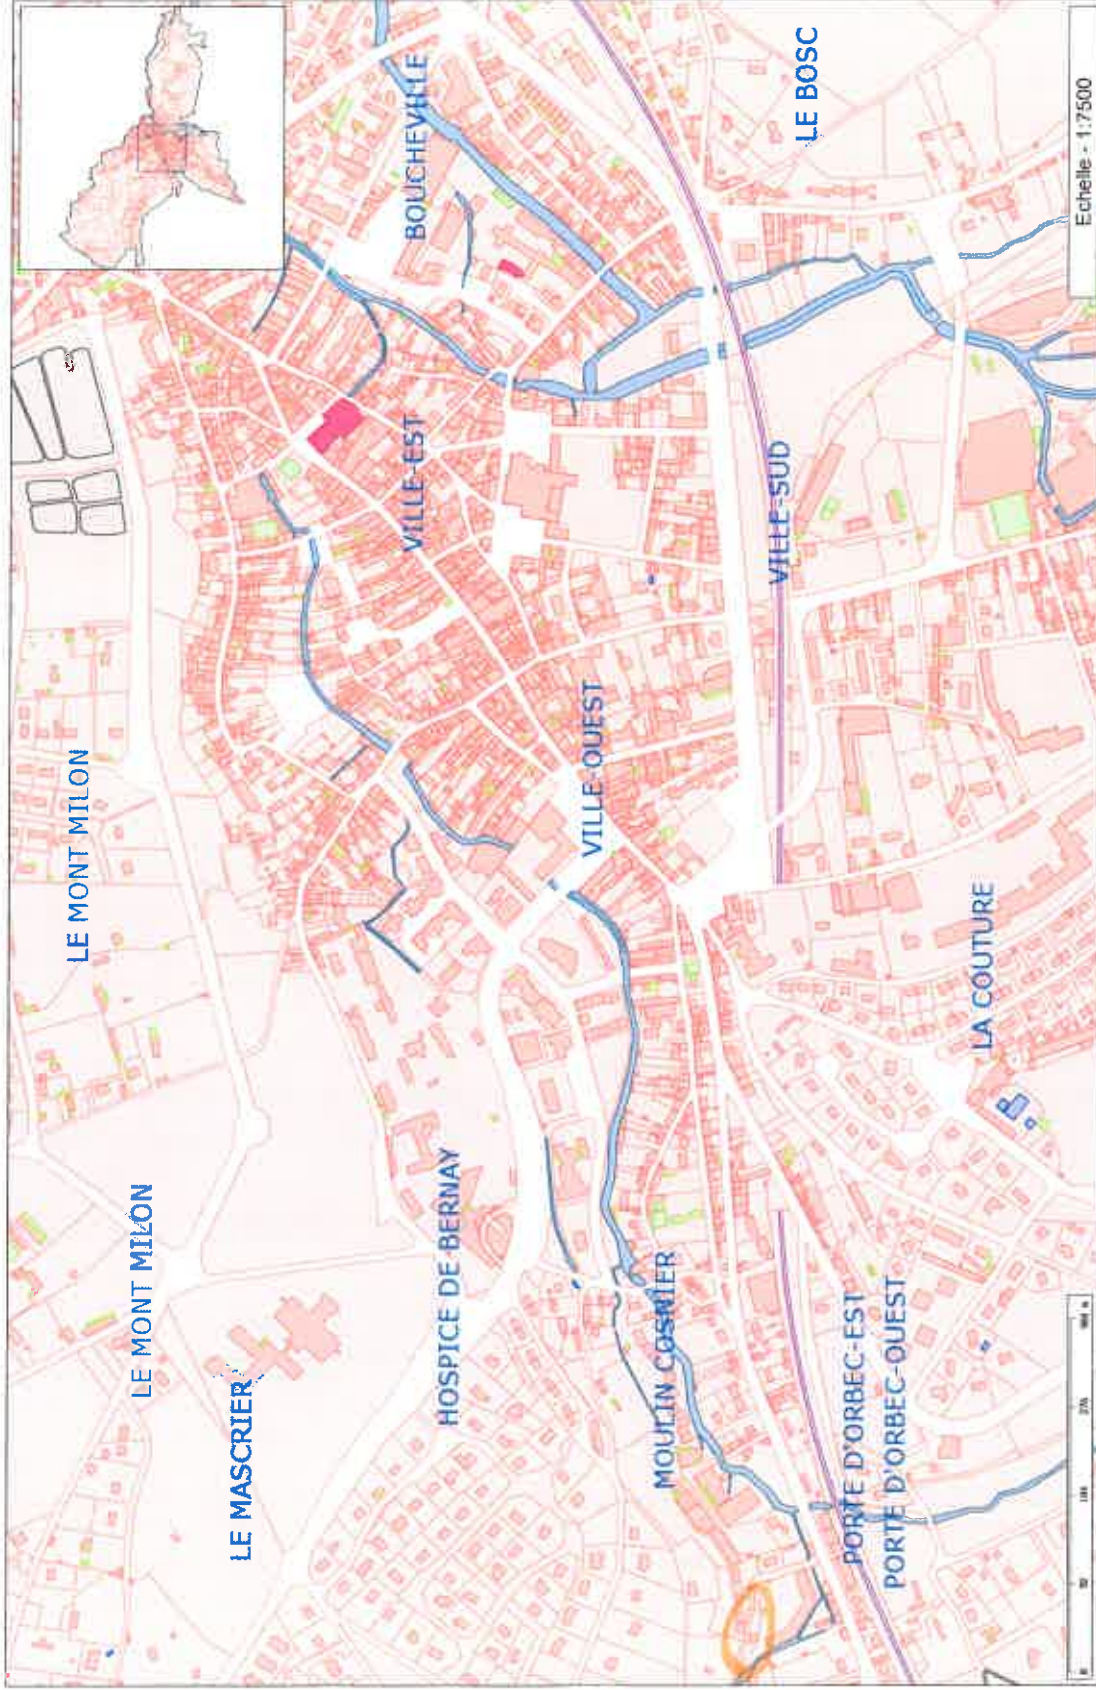 LE MONT MILON
LE MONT MILON
LE MASCRIER
HOSPICE DE BERNAY
BOUCHEVILLE
VILLE-EST
VILLE-OUEST
MOULIN COSNIER
VILLE-SUD
LE BOSC
PORTE D'ORBEC-EST
PORTE D'ORBEC-OUEST
LA COUTURE
0
Echelle - 1:7500